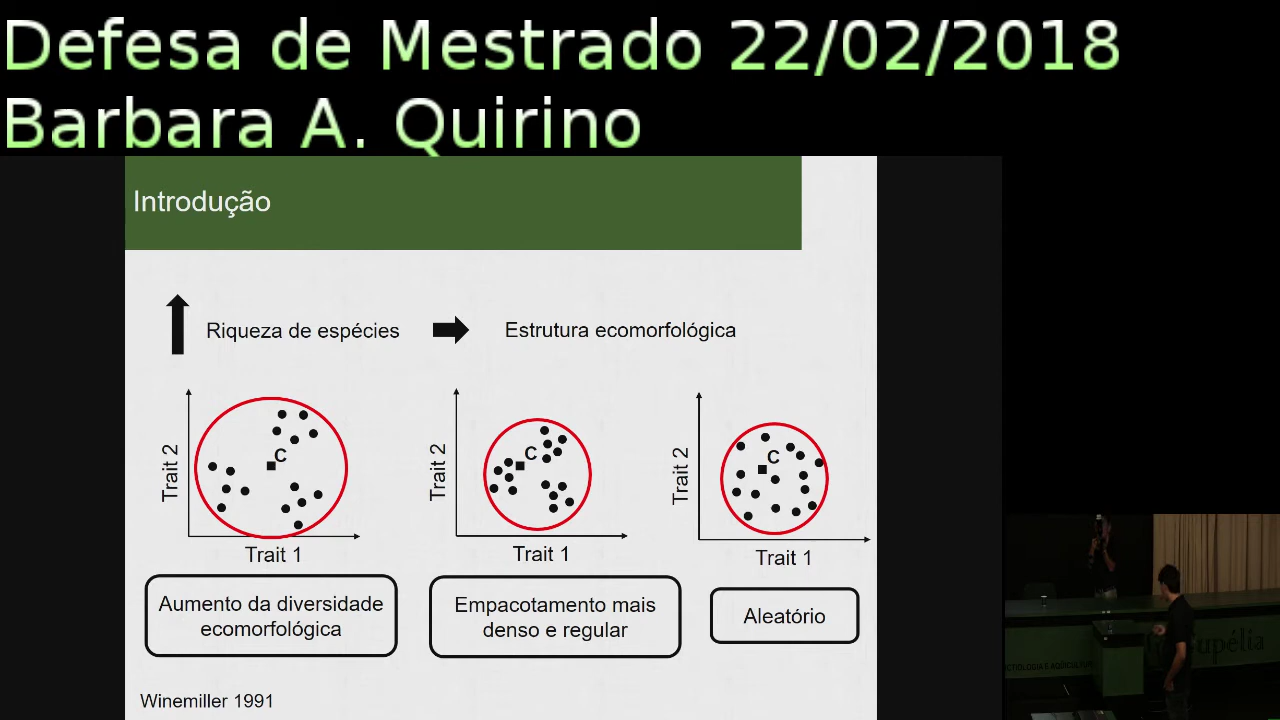 Defesa de Mestrado 22/02/2018
Barbara A. Quirino
Introdução
Riqueza de espécies
Estrutura ecomorfológica
C
Trait 2
Trait 1
C
Trait 2
Trait 1
C
Trait 2
Trait 1
Aumento da diversidade
ecomorfológica
Empacotamento mais
denso e regular
Aleatório
Winemiller 1991